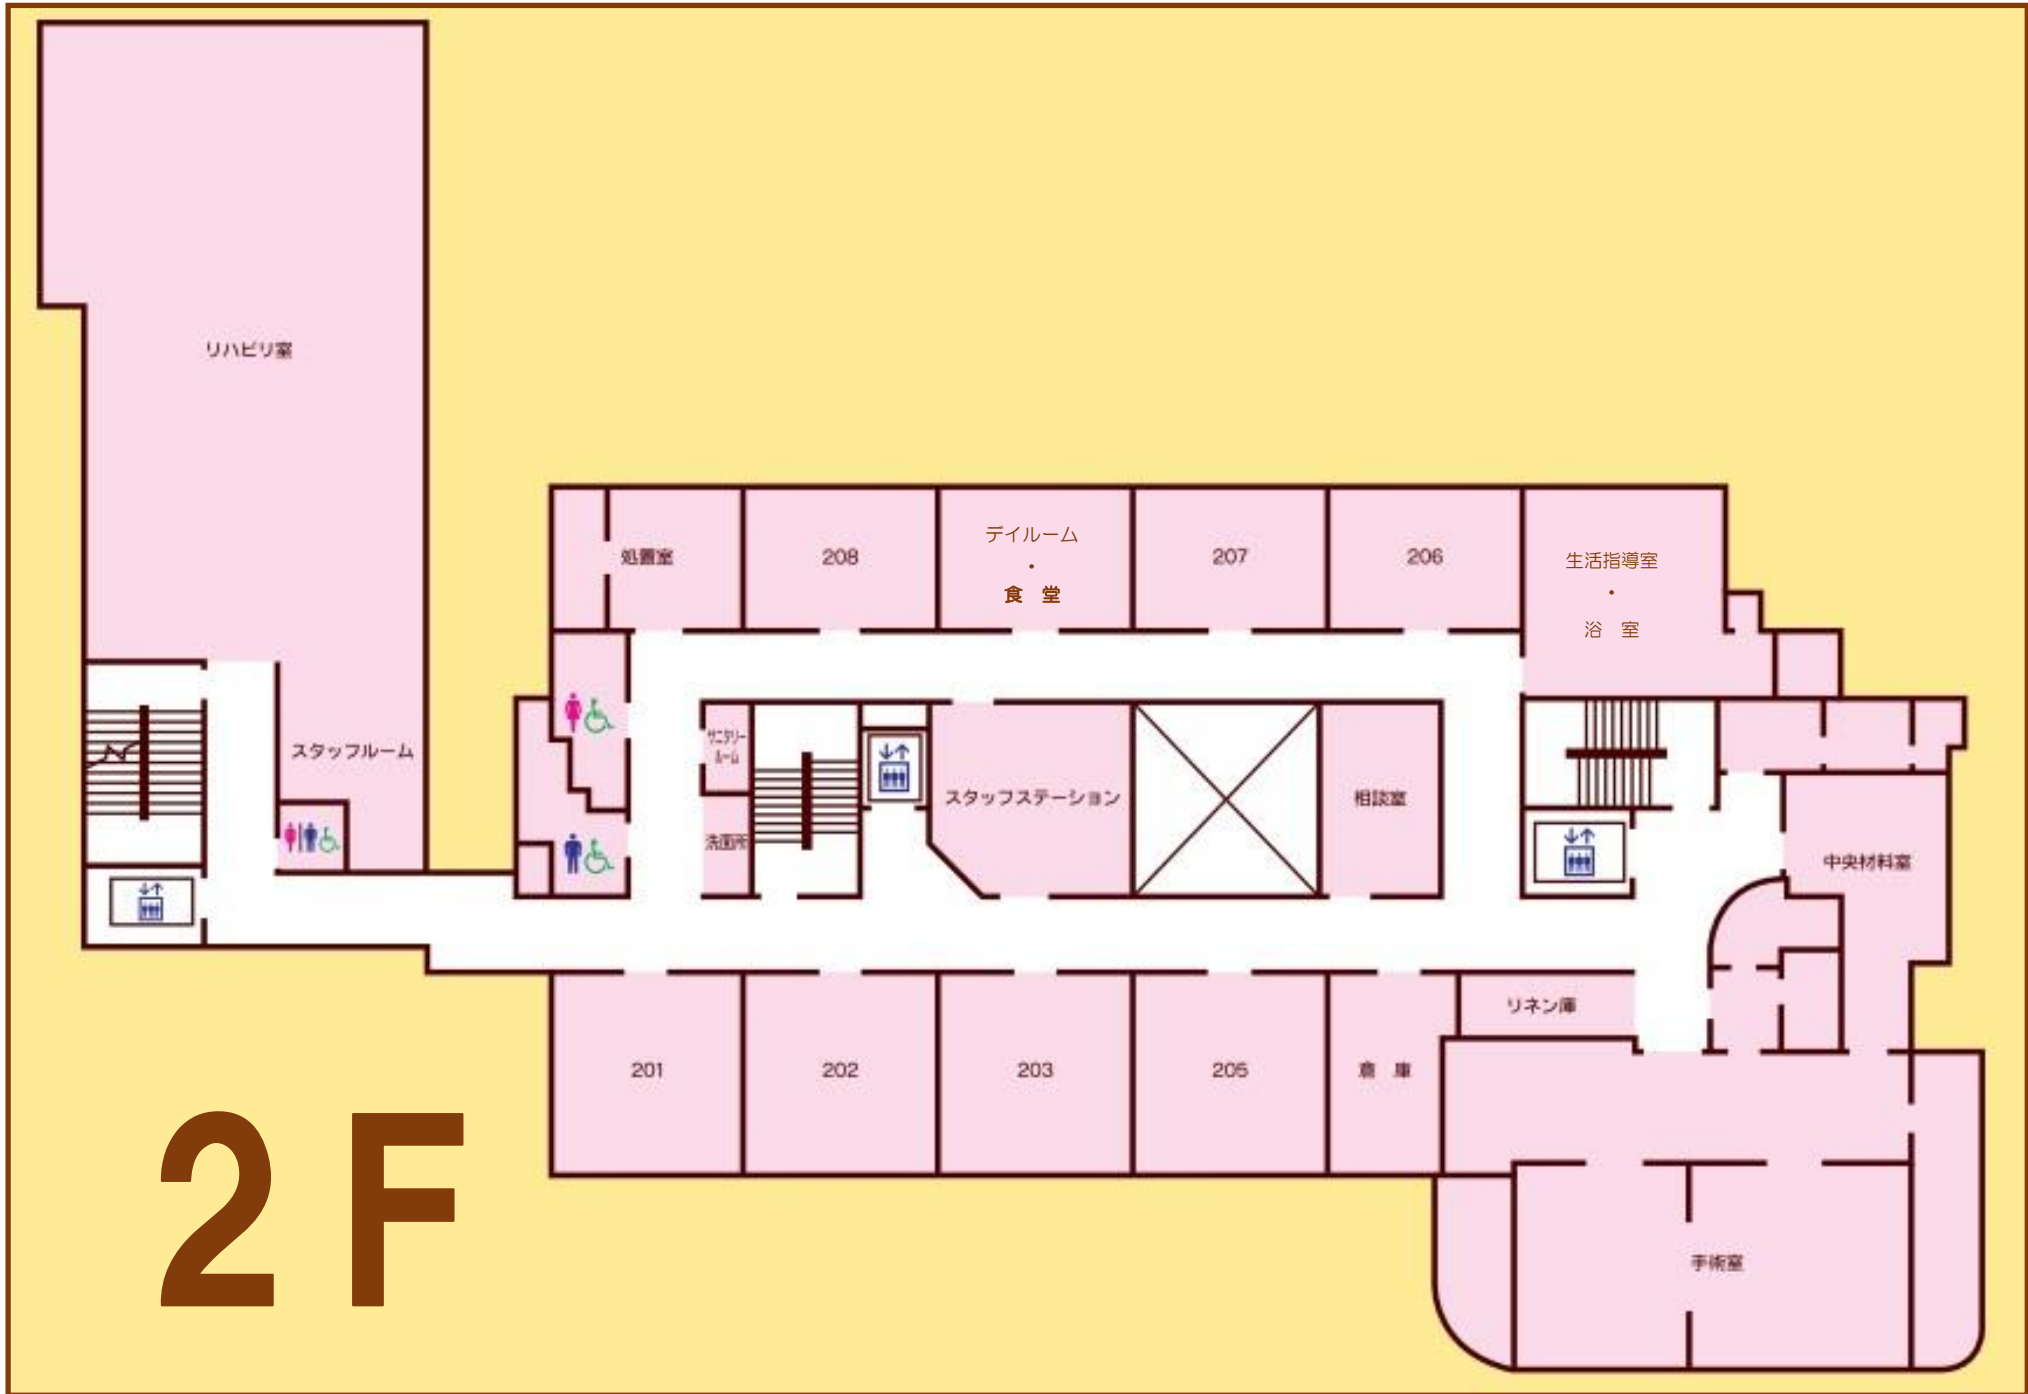 リハビリ室
処置室
208
デイルーム
・
食　堂
207
206
生活指導室
・
浴　室
スタッフルーム
サニタリー
ルーム
洗面所
スタッフステーション
相談室
中央材料室
リネン庫
201
202
203
205
倉　庫
手術室
2F